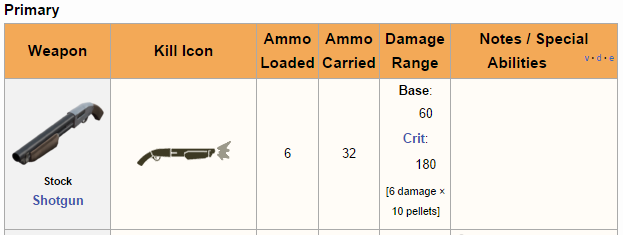 Primary
Weapon
Kill Icon
Ammo Loaded
Ammo Carried
Damage Range
Notes / Special Abilities
v · d · e
Stock
Shotgun
6
32
Base:
60
Crit:
180
[6 damage ×
10 pellets]